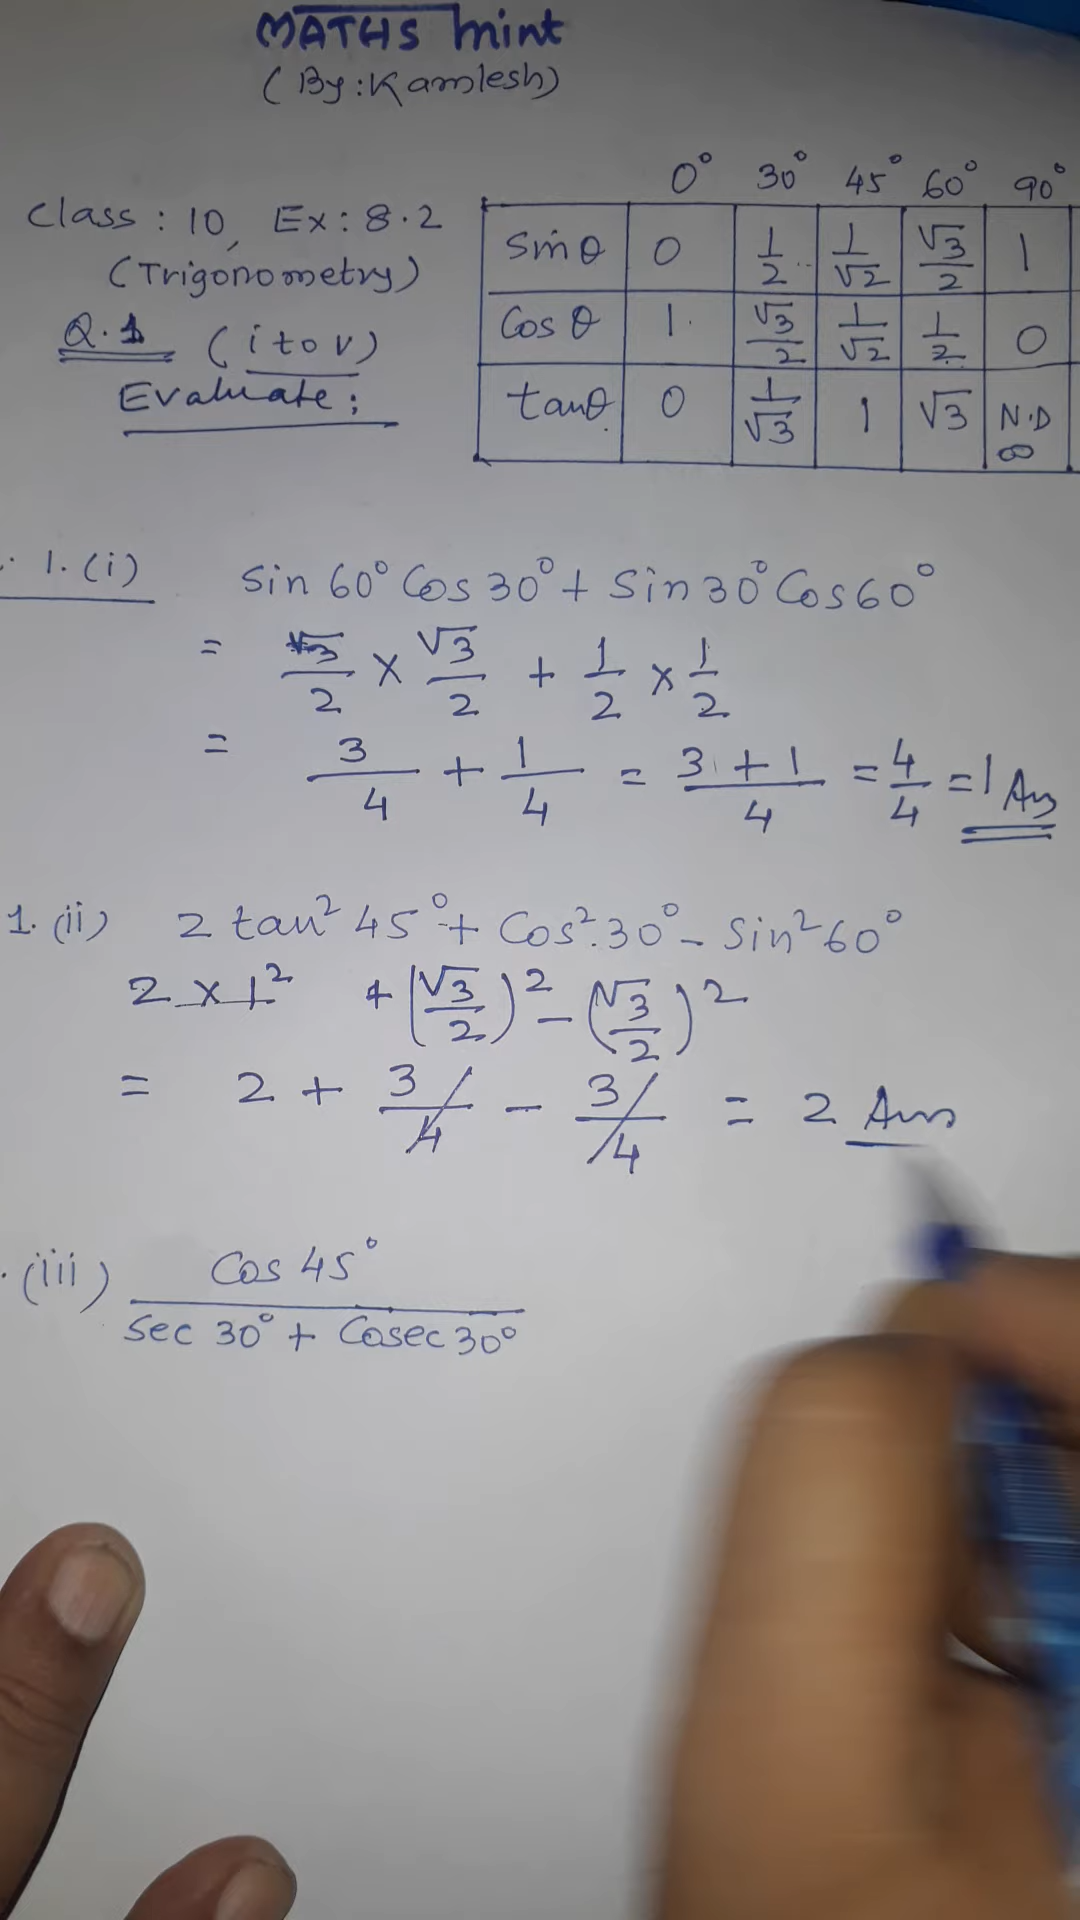 MATHS mint
(By: Kamlesh)
Class : 10, Ex : 8.2
(Trigonometry)
Q.1 (i to v)
Evaluate :
0° 30° 45° 60° 90°
Sinθ 0 1/2 1/√2 √3/2 1
Cosθ 1 √3/2 1/√2 1/2 0
tanθ 0 1/√3 1 √3 N.D ∞
1.(i) Sin 60° Cos 30° + Sin 30° Cos 60°
= √3/2 × √3/2 + 1/2 × 1/2
= 3/4 + 1/4 = 3+1/4 = 4/4 = 1 Ans
1.(ii) 2 tan² 45° + Cos² 30° - Sin² 60°
2 × 1² + (√3/2)² - (√3/2)²
= 2 + 3/4 - 3/4 = 2 Ans
(iii) Cos 45° / Sec 30° + Cosec 30°